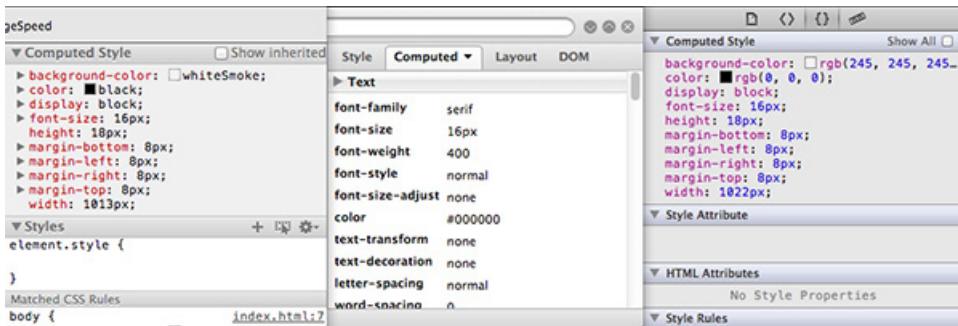 geSpeed
Computed Style Show inherited
background-color: whiteSmoke;
color: black;
display: block;
font-size: 16px;
height: 18px;
margin-bottom: 8px;
margin-left: 8px;
margin-right: 8px;
margin-top: 8px;
width: 1013px;
Styles
element.style {
}
Matched CSS Rules
body { index.html:7
Style Computed Layout DOM
Text
font-family serif
font-size 16px
font-weight 400
font-style normal
font-size-adjust none
color #000000
text-transform none
text-decoration none
letter-spacing normal
word-spacing 0
Computed Style Show All
background-color: rgb(245, 245, 245…
color: rgb(0, 0, 0);
display: block;
font-size: 16px;
height: 18px;
margin-bottom: 8px;
margin-left: 8px;
margin-right: 8px;
margin-top: 8px;
width: 1022px;
Style Attribute
HTML Attributes
No Style Properties
Style Rules